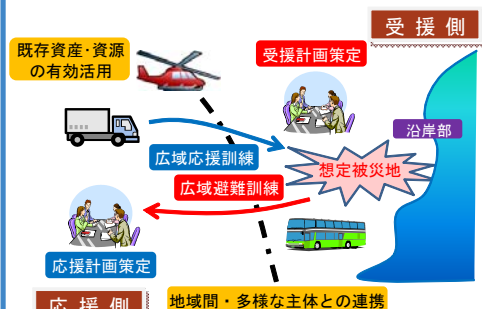 受援側
既存資産・資源
の有効活用
受援計画策定
沿岸部
広域応援訓練
想定被災地
広域避難訓練
応援計画策定
応援側
地域間・多様な主体との連携